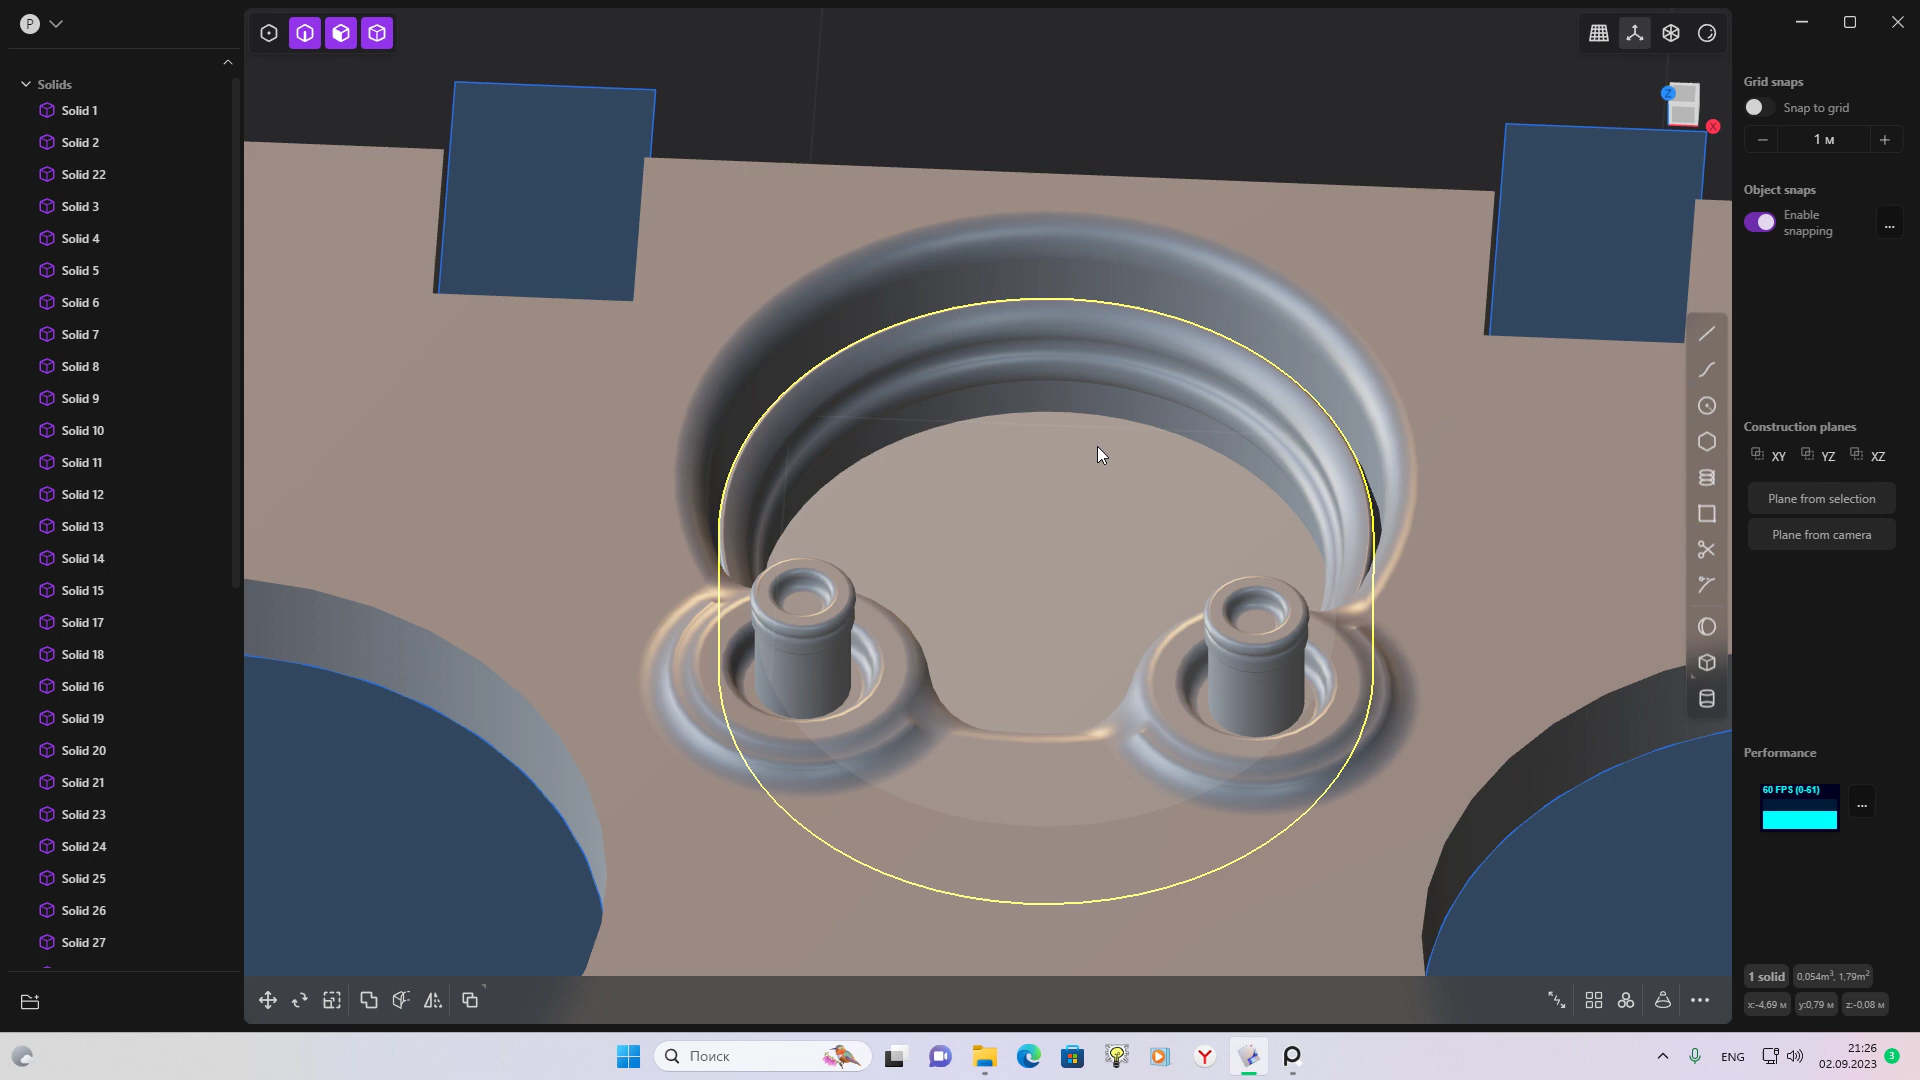 P
Solids
Solid 1
Solid 2
Solid 22
Solid 3
Solid 4
Solid 5
Solid 6
Solid 7
Solid 8
Solid 9
Solid 10
Solid 11
Solid 12
Solid 13
Solid 14
Solid 15
Solid 17
Solid 18
Solid 16
Solid 19
Solid 20
Solid 21
Solid 23
Solid 24
Solid 25
Solid 26
Solid 27
Z
X
Grid snaps
Snap to grid
1 м
Object snaps
Enable
snapping
...
Construction planes
XY YZ XZ
Plane from selection
Plane from camera
Performance
60 FPS (0-61)
...
1 solid 0,054m³, 1,79m²
x:-4,69 м y:0,79 м z:-0,08 м
Поиск
ENG
21:26
02.09.2023
3